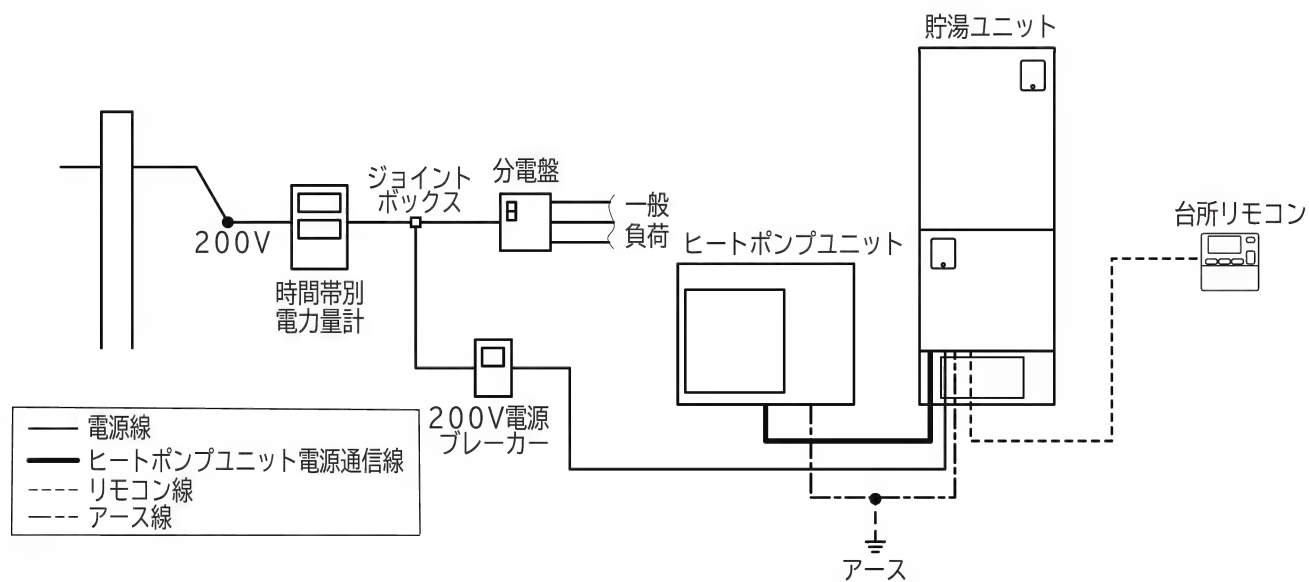 貯湯ユニット
ジョイント
ボックス
分電盤
一般
負荷
200V
時間帯別
電力量計
ヒートポンプユニット
台所リモコン
200V電源
ブレーカー
電源線
ヒートポンプユニット電源通信線
リモコン線
アース線
アース